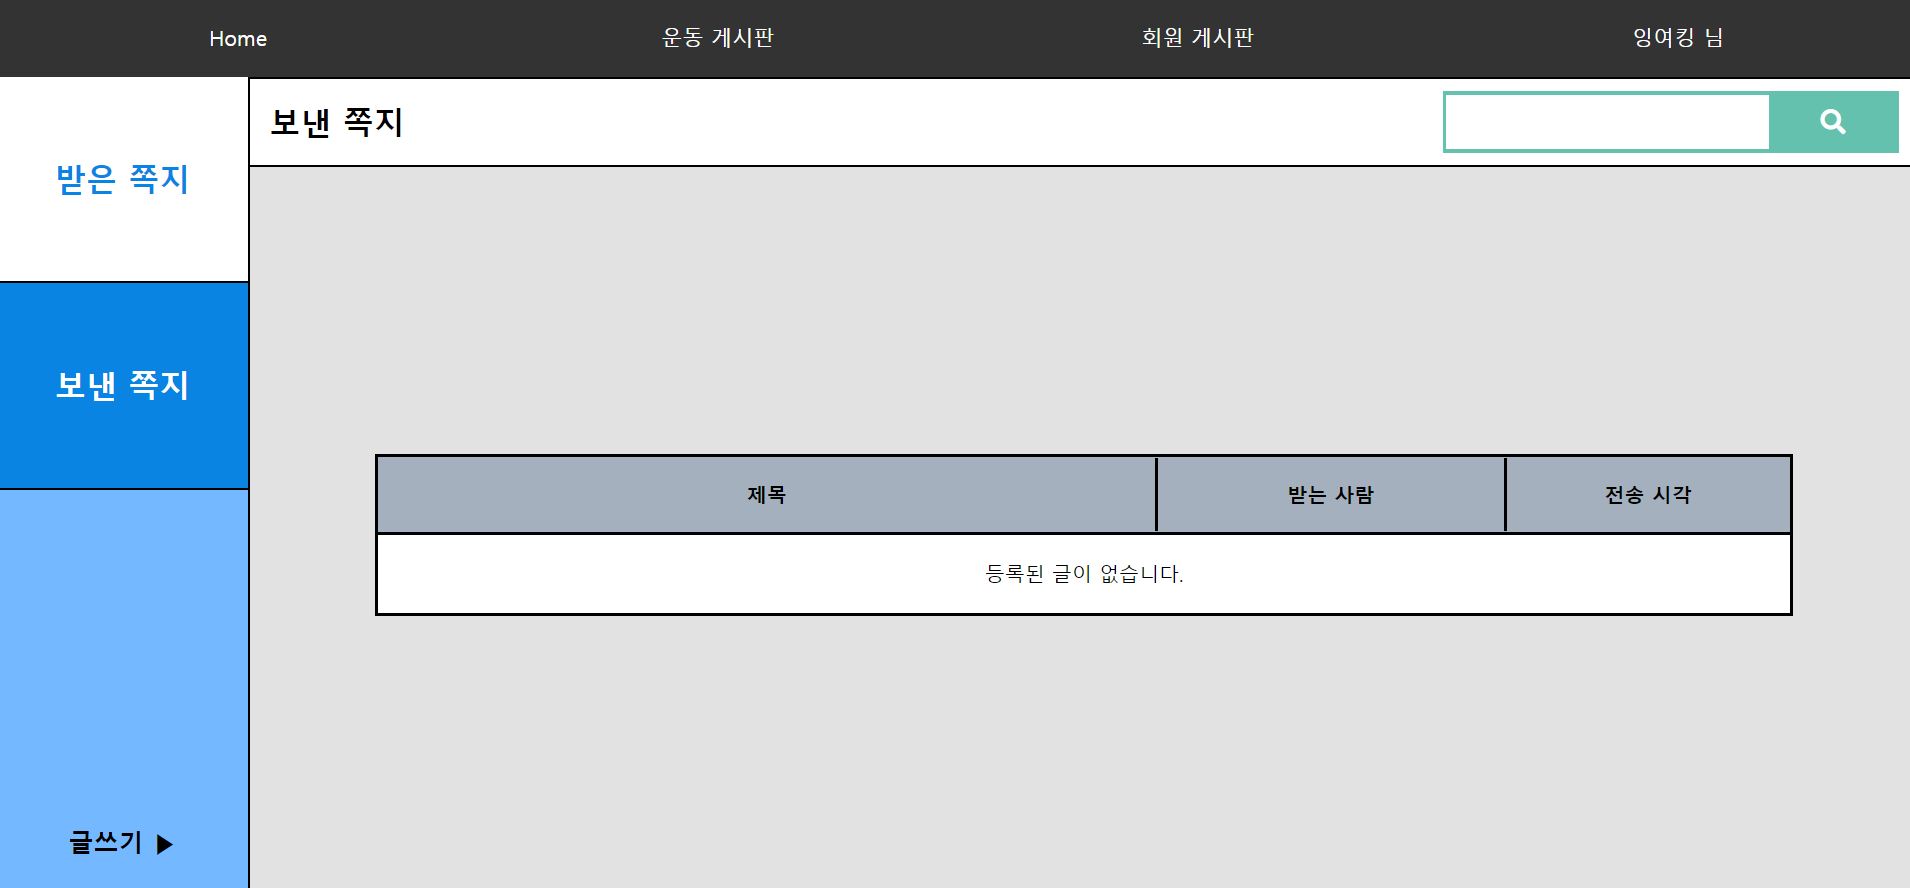 Home 운동 게시판 회원 게시판 잉여킹 님
받은 쪽지
보낸 쪽지
글쓰기 ▶
보낸 쪽지
제목 받는 사람 전송 시각
등록된 글이 없습니다.